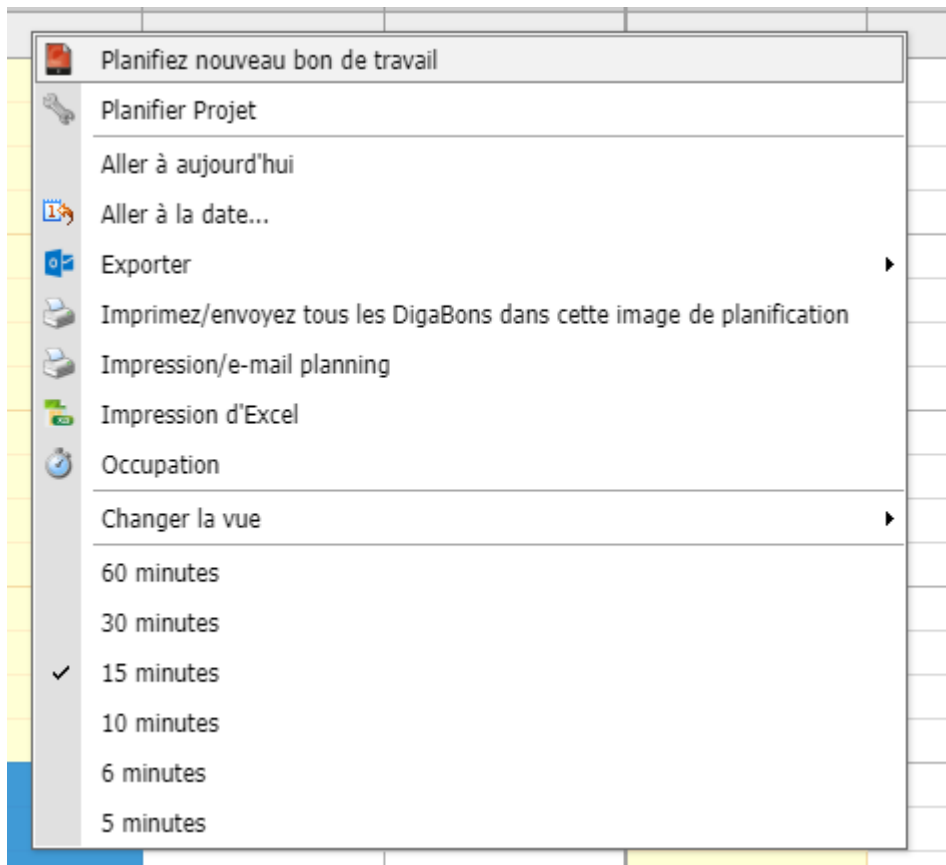 Planifiez nouveau bon de travail
Planifier Projet
Aller à aujourd'hui
Aller à la date...
Exporter
Imprimez/envoyez tous les DigaBons dans cette image de planification
Impression/e-mail planning
Impression d'Excel
Occupation
Changer la vue
60 minutes
30 minutes
15 minutes
10 minutes
6 minutes
5 minutes